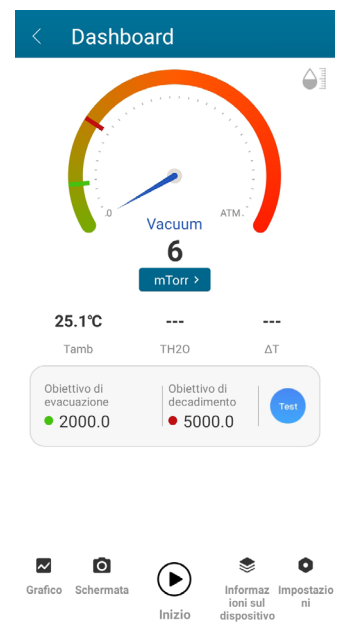 Dashboard
.0
ATM.
Vacuum
6
mTorr >
25.1℃
---
---
Tamb
TH2O
ΔT
Obiettivo di
evacuazione
2000.0
Obiettivo di
decadimento
5000.0
Test
Grafico
Schermata
Inizio
Informaz
ioni sul
dispositivo
Impostazio
ni